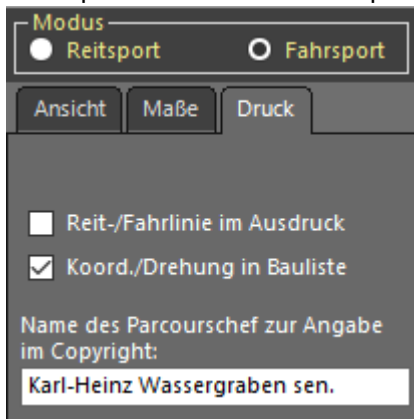 Modus
Reitsport Fahrsport
Ansicht Maße Druck
Reit-/Fahrlinie im Ausdruck
Koord./Drehung in Bauliste
Name des Parcourschef zur Angabe
im Copyright:
Karl-Heinz Wassergraben sen.